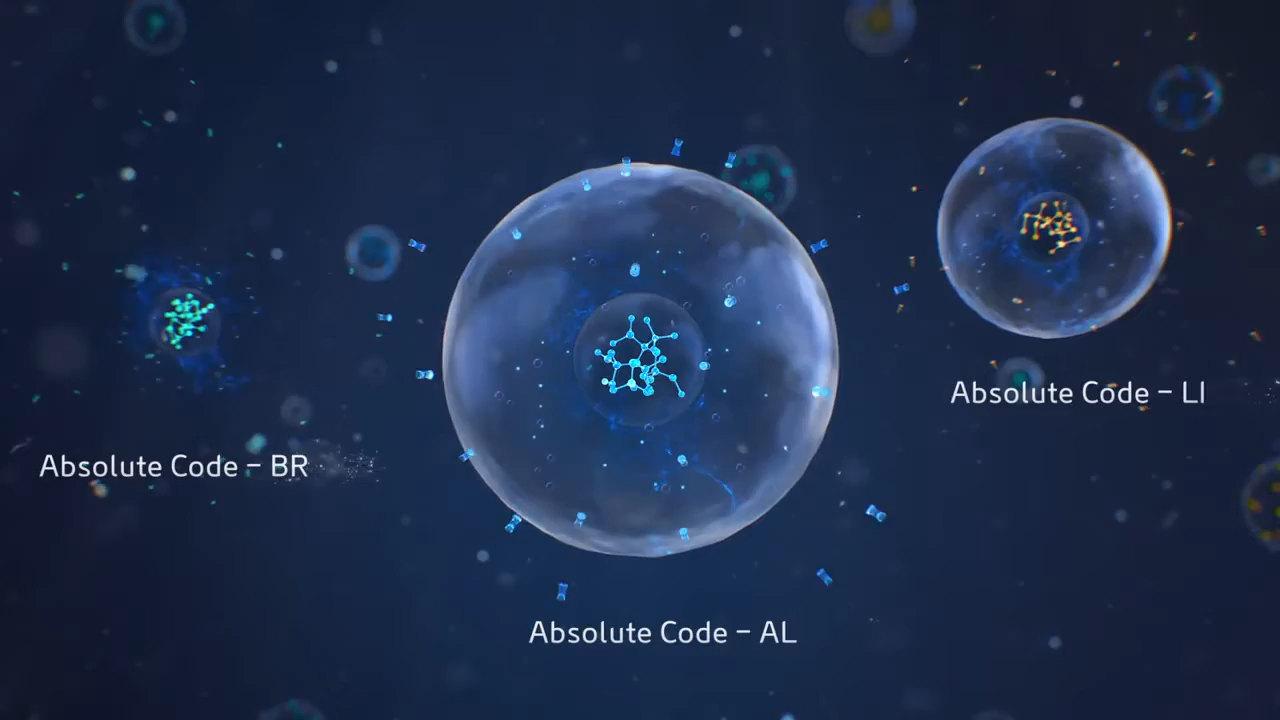 Absolute Code – LI
Absolute Code – BR
Absolute Code – AL